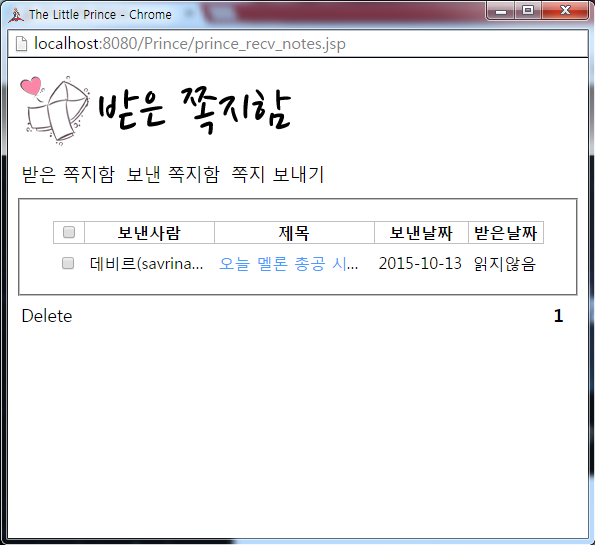 The Little Prince - Chrome
localhost:8080/Prince/prince_recv_notes.jsp
받은 쪽지함
받은 쪽지함 보낸 쪽지함 쪽지 보내기
보낸사람 제목 보낸날짜 받은날짜
데비르(savrina... 오늘 멜론 총공 시... 2015-10-13 읽지않음
Delete 1